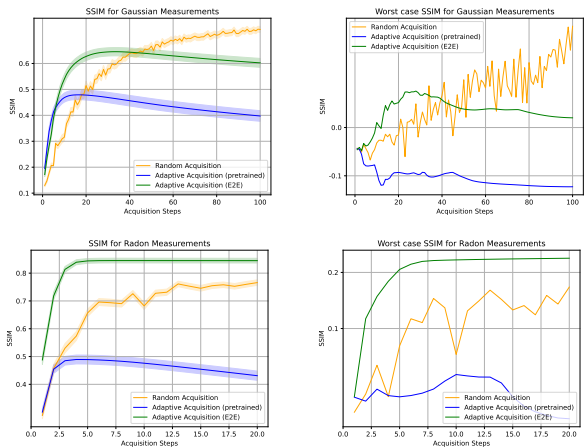 SSIM for Gaussian Measurements
SSIM
0.6
0.5
0.4
0.3
0.2
0.1
Random Acquisition
Adaptive Acquisition (pretrained)
Adaptive Acquisition (E2E)
0
20
40
60
80
100
Acquisition Steps
Worst case SSIM for Gaussian Measurements
Random Acquisition
Adaptive Acquisition (pretrained)
Adaptive Acquisition (E2E)
SSIM
0.0
-0.1
0
20
40
60
80
100
Acquisition Steps
SSIM for Radon Measurements
SSIM
0.8
0.7
0.6
0.5
0.4
Random Acquisition
Adaptive Acquisition (pretrained)
Adaptive Acquisition (E2E)
0.0
2.5
5.0
7.5
10.0
12.5
15.0
17.5
20.0
Acquisition Steps
Worst case SSIM for Radon Measurements
SSIM
0.2
0.1
Random Acquisition
Adaptive Acquisition (pretrained)
Adaptive Acquisition (E2E)
0.0
2.5
5.0
7.5
10.0
12.5
15.0
17.5
20.0
Acquisition Steps